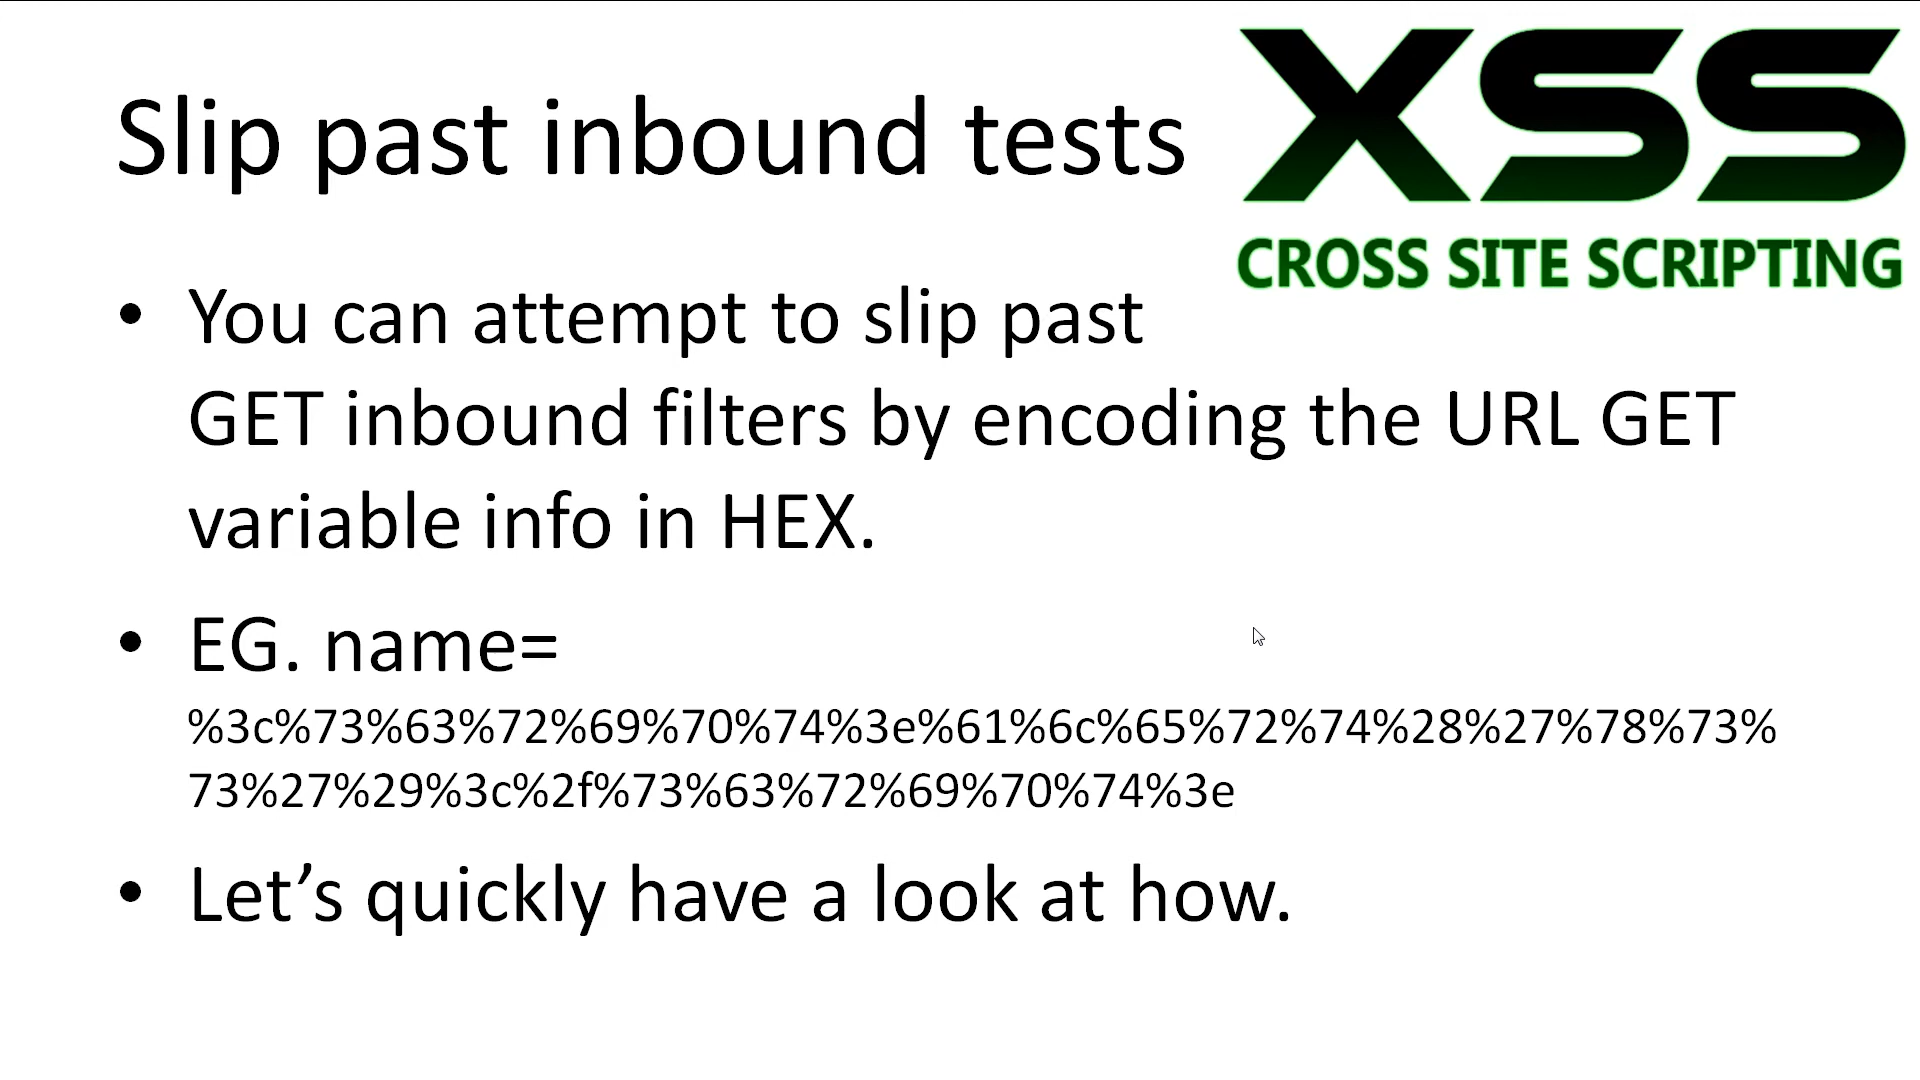 XSS
CROSS SITE SCRIPTING
Slip past inbound tests
• You can attempt to slip past
GET inbound filters by encoding the URL GET
variable info in HEX.
• EG. name=
%3c%73%63%72%69%70%74%3e%61%6c%65%72%74%28%27%78%73%
73%27%29%3c%2f%73%63%72%69%70%74%3e
• Let’s quickly have a look at how.